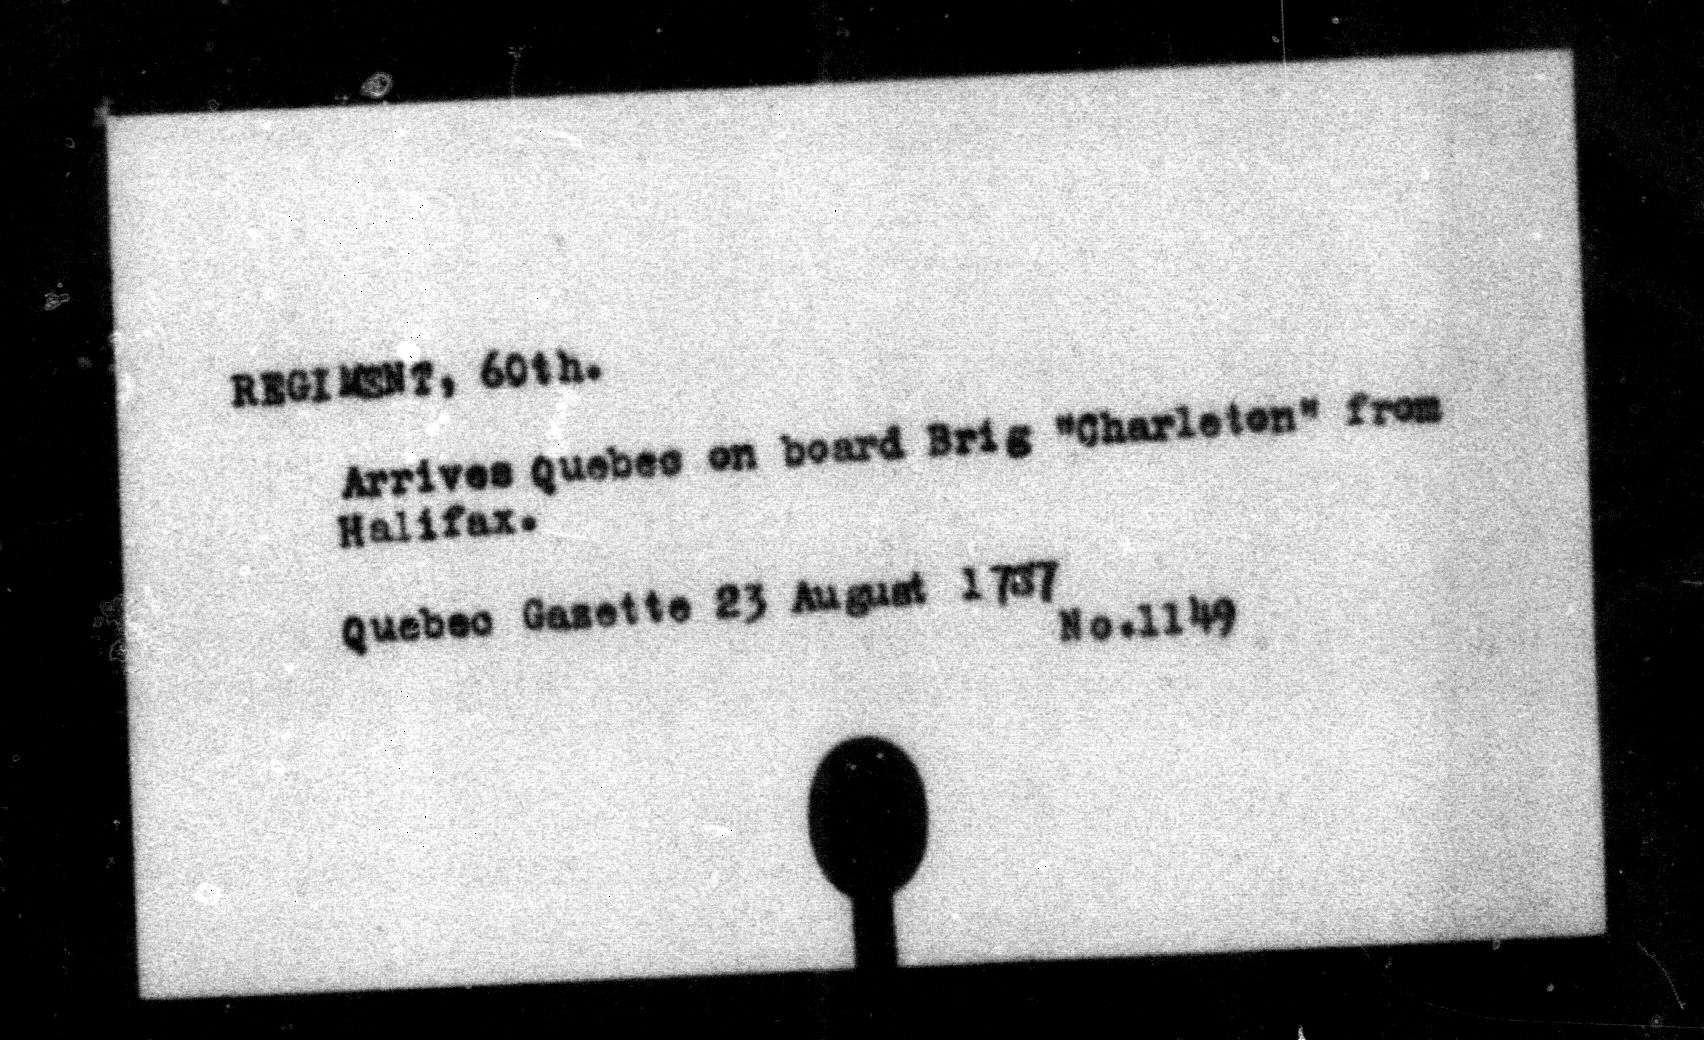 REGIMENT, 60th.
Arrives Quebec on board Brig "Charleton" from
Halifax.
Quebec Gazette 23 August 1787
No.1149